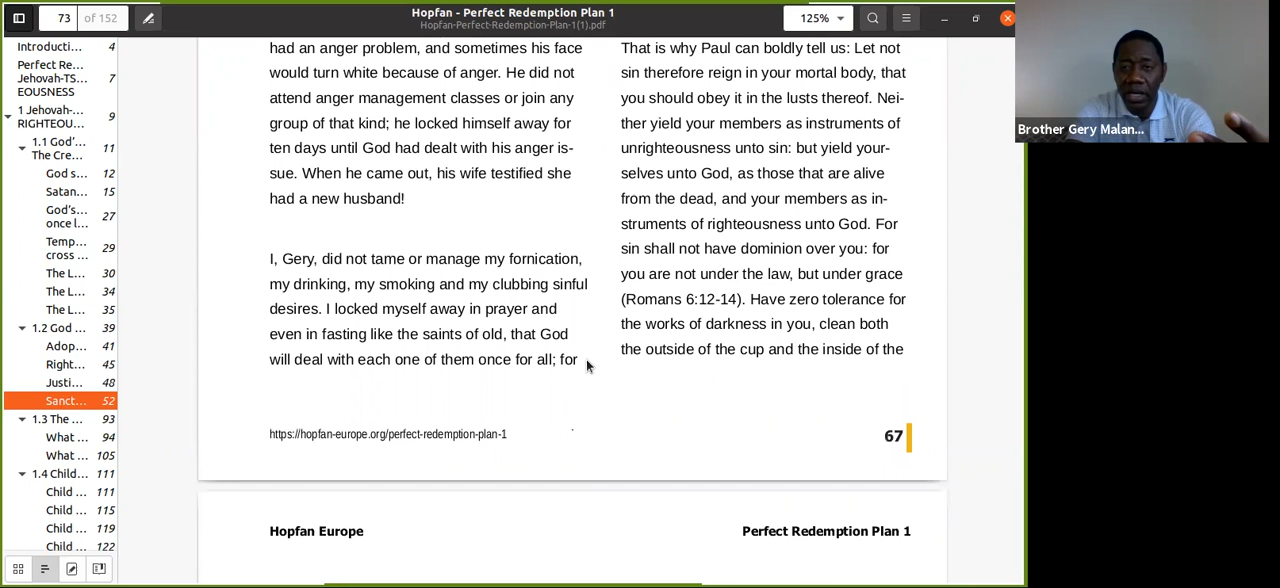 73 of 152
Hopfan - Perfect Redemption Plan 1
Hopfan-Perfect-Redemption-Plan-1(1).pdf
125%
Introducti... 4
Perfect Re...
Jehovah-TS... 7
EOUSNESS
1 Jehovah-... 9
RIGHTEOU...
1.1 God'... 11
The Cre...
God s... 12
Satan... 15
God's... 27
once l...
Temp... 29
cross ...
The L... 30
The L... 34
The L... 35
1.2 God ... 39
Adop... 41
Right... 45
Justi... 48
Sanct... 52
1.3 The ... 93
What ... 94
What ... 105
1.4 Child... 111
Child ... 111
Child ... 115
Child ... 119
Child ... 122
had an anger problem, and sometimes his face
would turn white because of anger. He did not
attend anger management classes or join any
group of that kind; he locked himself away for
ten days until God had dealt with his anger is-
sue. When he came out, his wife testified she
had a new husband!
I, Gery, did not tame or manage my fornication,
my drinking, my smoking and my clubbing sinful
desires. I locked myself away in prayer and
even in fasting like the saints of old, that God
will deal with each one of them once for all; for
That is why Paul can boldly tell us: Let not
sin therefore reign in your mortal body, that
you should obey it in the lusts thereof. Nei-
ther yield your members as instruments of
unrighteousness unto sin: but yield your-
selves unto God, as those that are alive
from the dead, and your members as in-
struments of righteousness unto God. For
sin shall not have dominion over you: for
you are not under the law, but under grace
(Romans 6:12-14). Have zero tolerance for
the works of darkness in you, clean both
the outside of the cup and the inside of the
https://hopfan-europe.org/perfect-redemption-plan-1
67
Hopfan Europe
Perfect Redemption Plan 1
Brother Gery Malan...